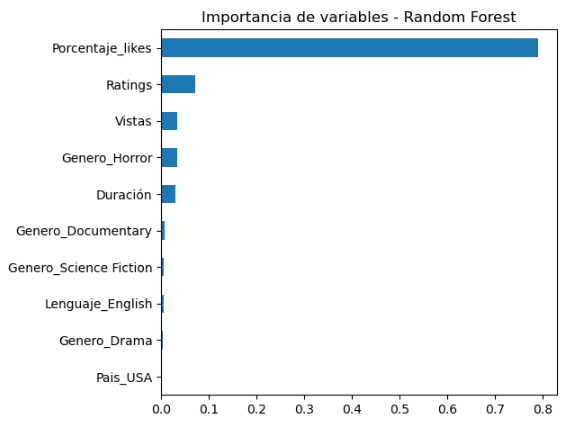 Importancia de variables - Random Forest
Porcentaje_likes
Ratings
Vistas
Genero_Horror
Duración
Genero_Documentary
Genero_Science Fiction
Lenguaje_English
Genero_Drama
Pais_USA
0.0 0.1 0.2 0.3 0.4 0.5 0.6 0.7 0.8